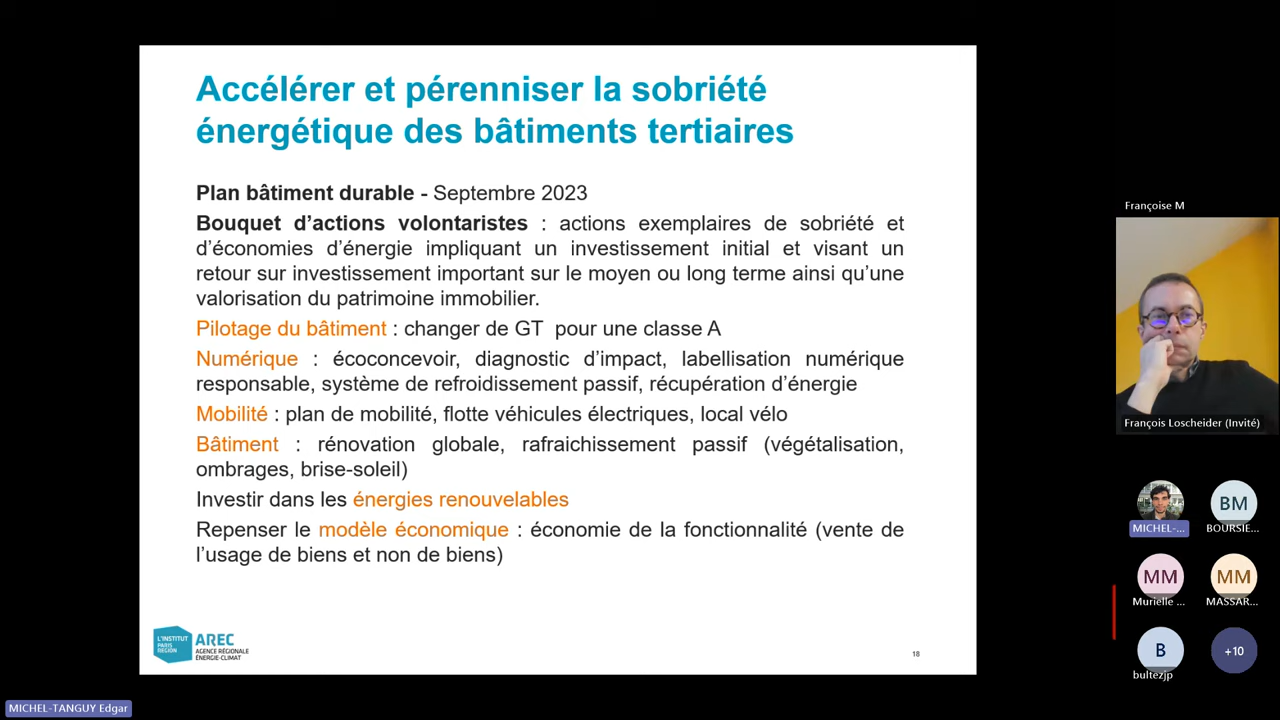 Accélérer et pérenniser la sobriété
énergétique des bâtiments tertiaires
Plan bâtiment durable - Septembre 2023
Bouquet d'actions volontaristes : actions exemplaires de sobriété et
d'économies d'énergie impliquant un investissement initial et visant un
retour sur investissement important sur le moyen ou long terme ainsi qu'une
valorisation du patrimoine immobilier.
Pilotage du bâtiment : changer de GT pour une classe A
Numérique : écoconcevoir, diagnostic d'impact, labellisation numérique
responsable, système de refroidissement passif, récupération d'énergie
Mobilité : plan de mobilité, flotte véhicules électriques, local vélo
Bâtiment : rénovation globale, rafraichissement passif (végétalisation,
ombrages, brise-soleil)
Investir dans les énergies renouvelables
Repenser le modèle économique : économie de la fonctionnalité (vente de
l'usage de biens et non de biens)
L'INSTITUT
PARIS
REGION
AREC
AGENCE RÉGIONALE
ÉNERGIE-CLIMAT
18
Françoise M
François Loscheider (Invité)
MICHEL-...
BM
BOURSIE...
MM
Murielle ...
MM
MASSAR...
B
bultezjp
+10
MICHEL-TANGUY Edgar